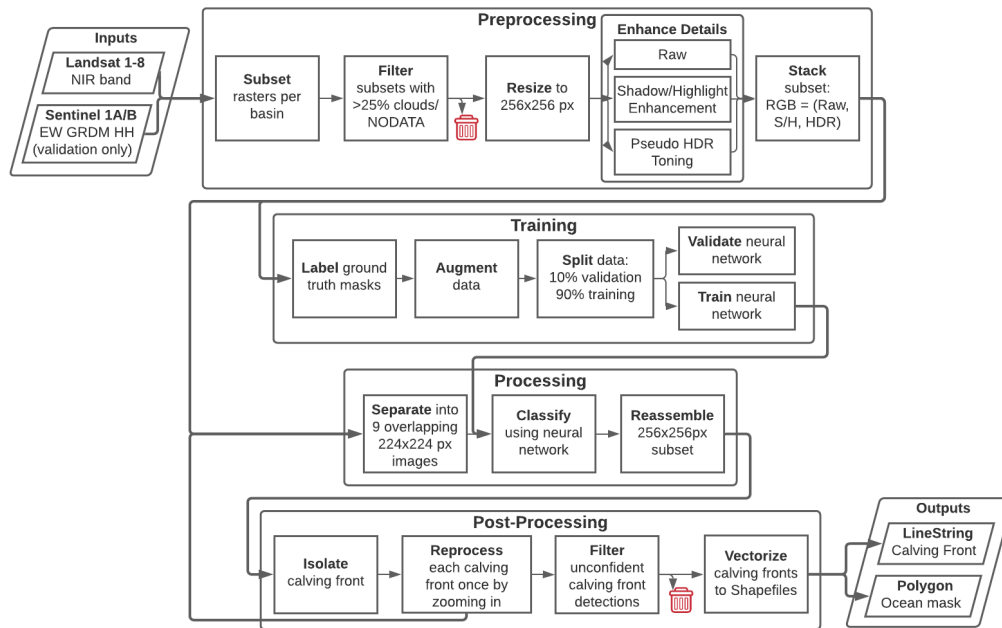 Inputs
Landsat 1-8
NIR band
Sentinel 1A/B
EW GRDM HH
(validation only)
Preprocessing
Subset
rasters per
basin
Filter
subsets with
>25% clouds/
NODATA
Resize to
256x256 px
Enhance Details
Raw
Shadow/Highlight
Enhancement
Pseudo HDR
Toning
Stack
subset:
RGB = (Raw,
S/H, HDR)
Training
Label ground
truth masks
Augment
data
Split data:
10% validation
90% training
Validate neural
network
Train neural
network
Processing
Separate into
9 overlapping
224x224 px
images
Classify
using neural
network
Reassemble
256x256px
subset
Post-Processing
Isolate
calving front
Reprocess
each calving
front once by
zooming in
Filter
unconfident
calving front
detections
Vectorize
calving fronts
to Shapefiles
Outputs
LineString
Calving Front
Polygon
Ocean mask